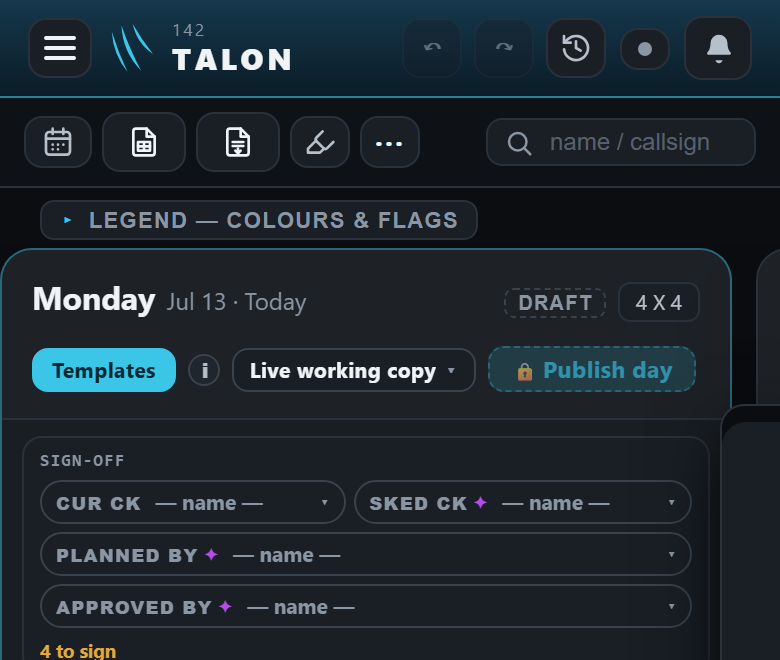 142
TALON
name / callsign
LEGEND — COLOURS & FLAGS
Monday Jul 13 · Today DRAFT 4 X 4
Templates i Live working copy Publish day
SIGN-OFF
CUR CK — name — SKED CK — name —
PLANNED BY — name —
APPROVED BY — name —
4 to sign